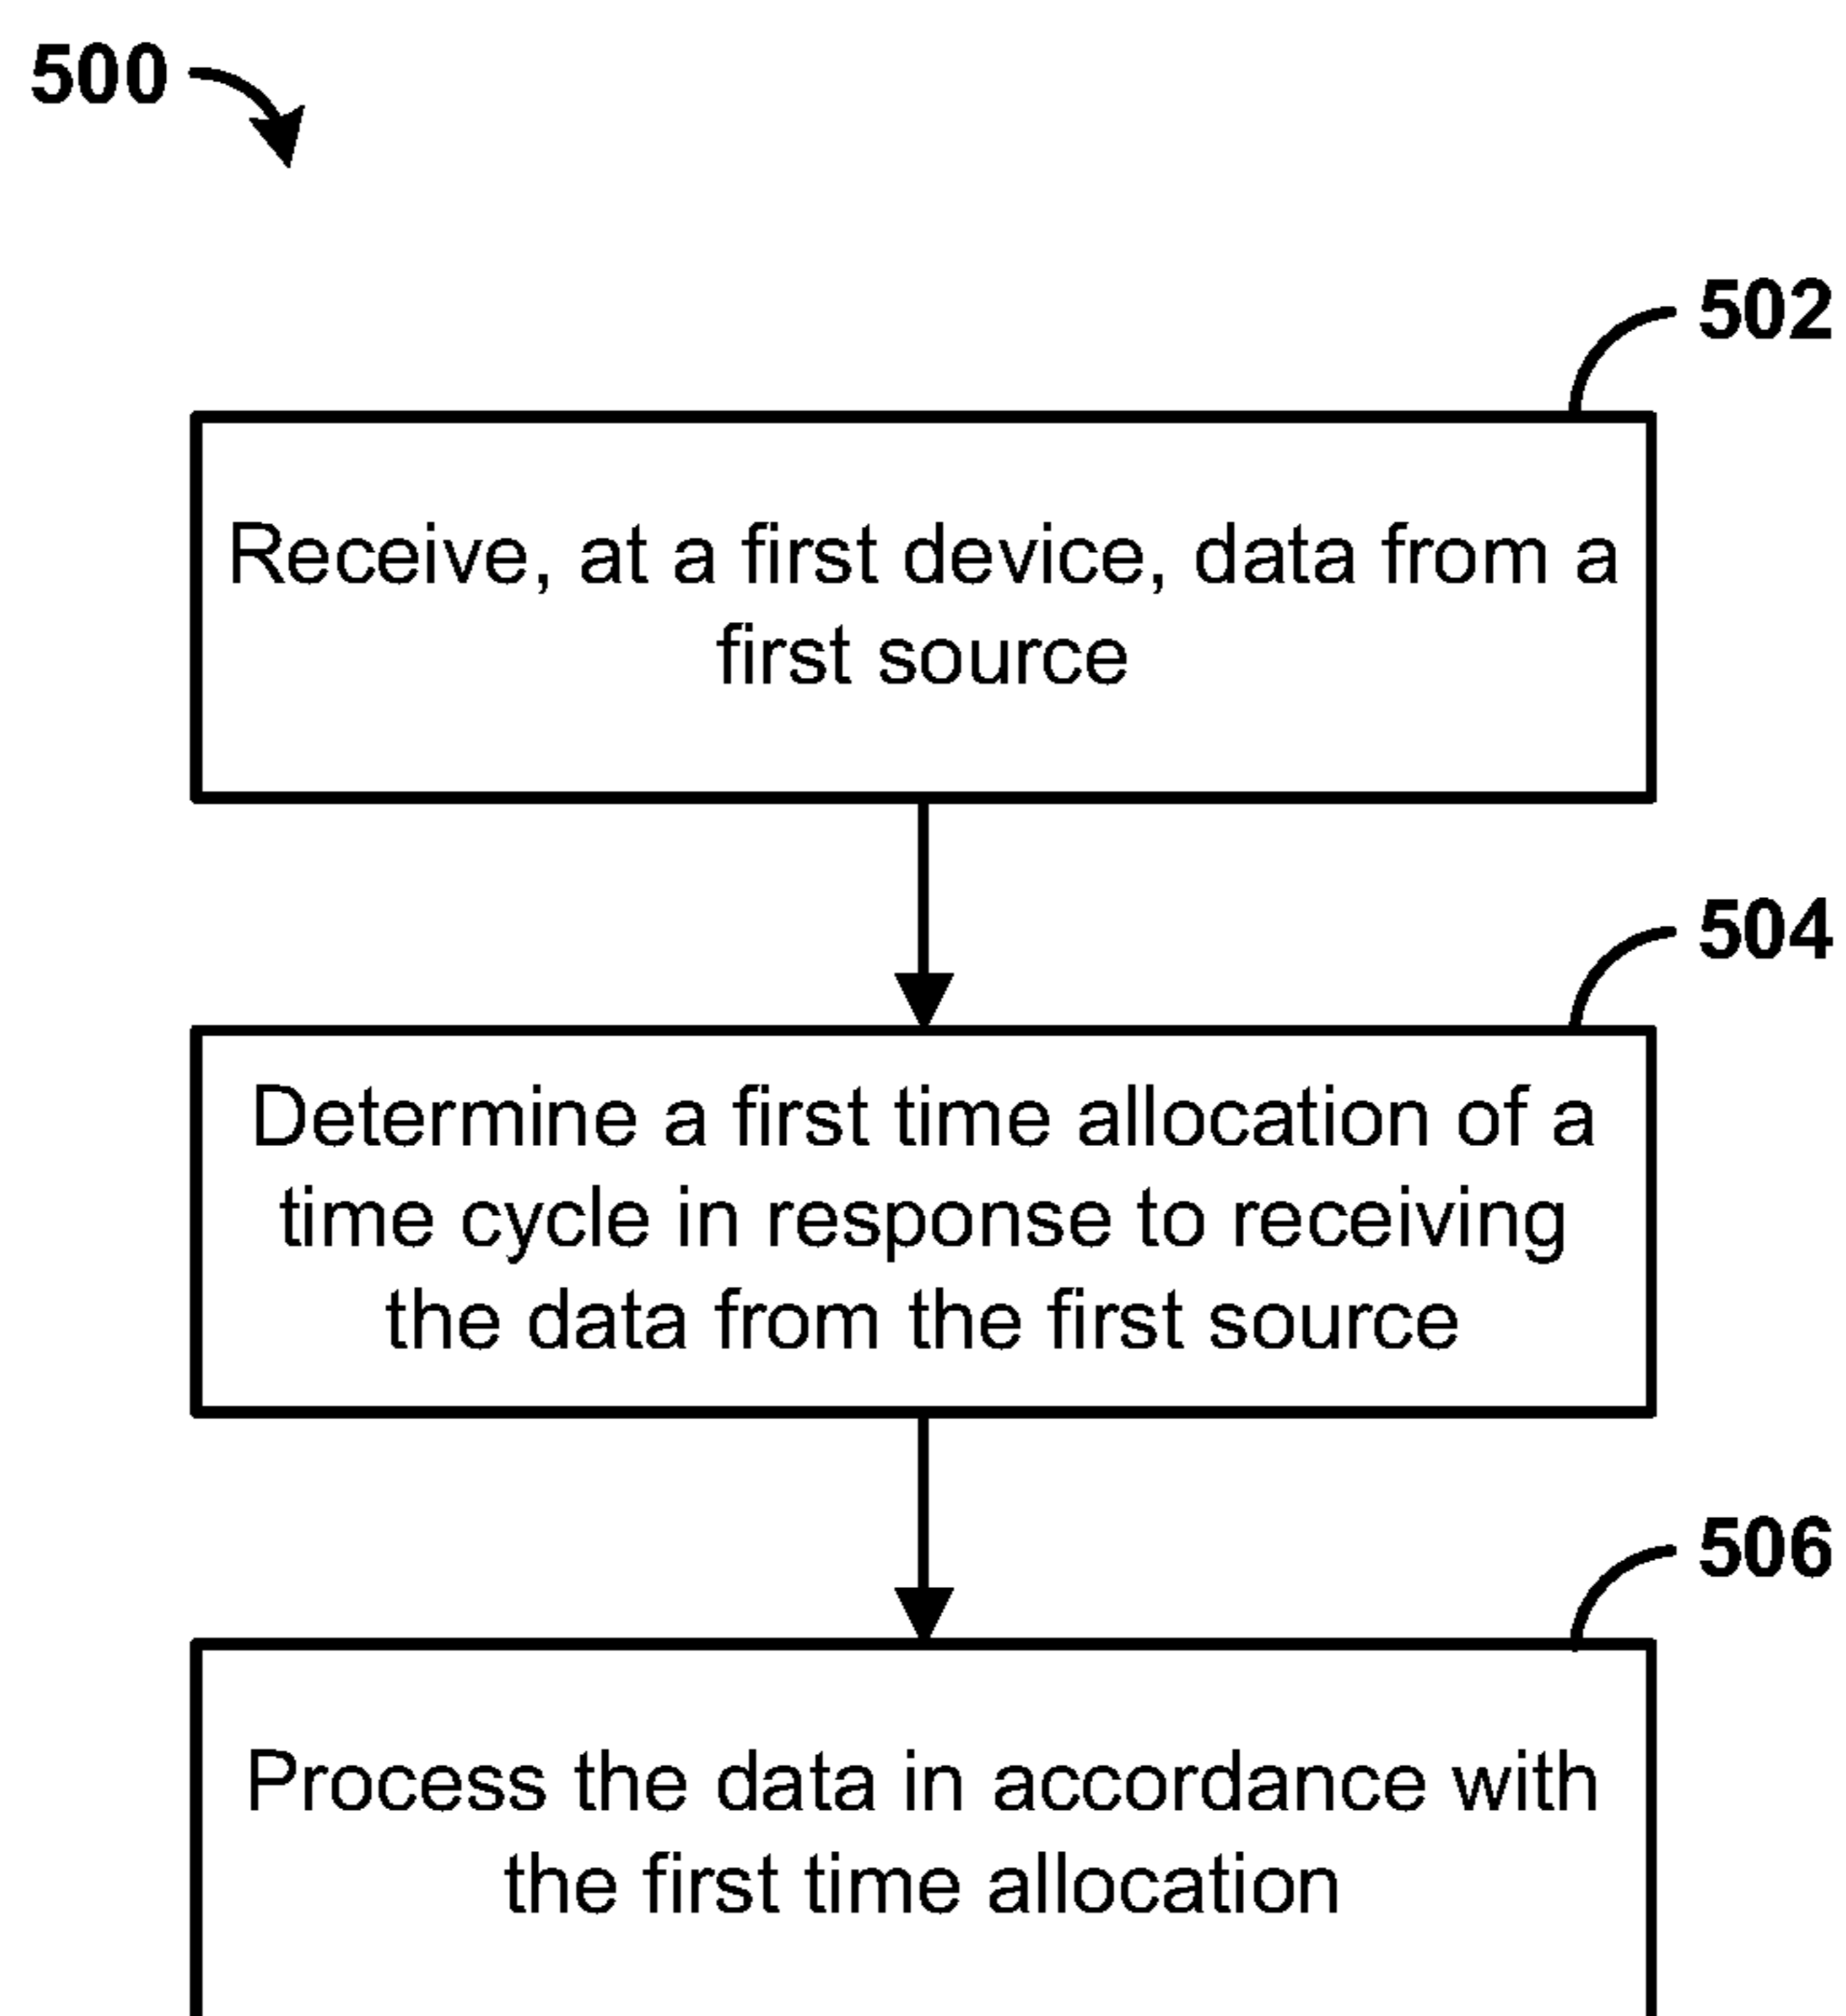 500
502
Receive, at a first device, data from a
first source
504
Determine a first time allocation of a
time cycle in response to receiving
the data from the first source
506
Process the data in accordance with
the first time allocation